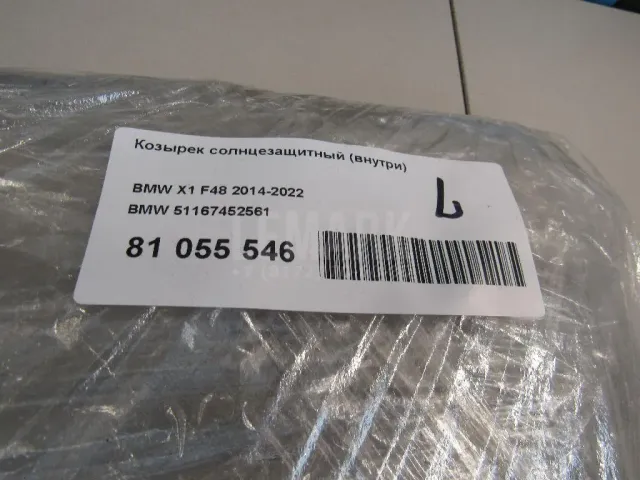 Козырек солнцезащитный (внутри)
BMW X1 F48 2014-2022
L
BMW 51167452561
81 055 546